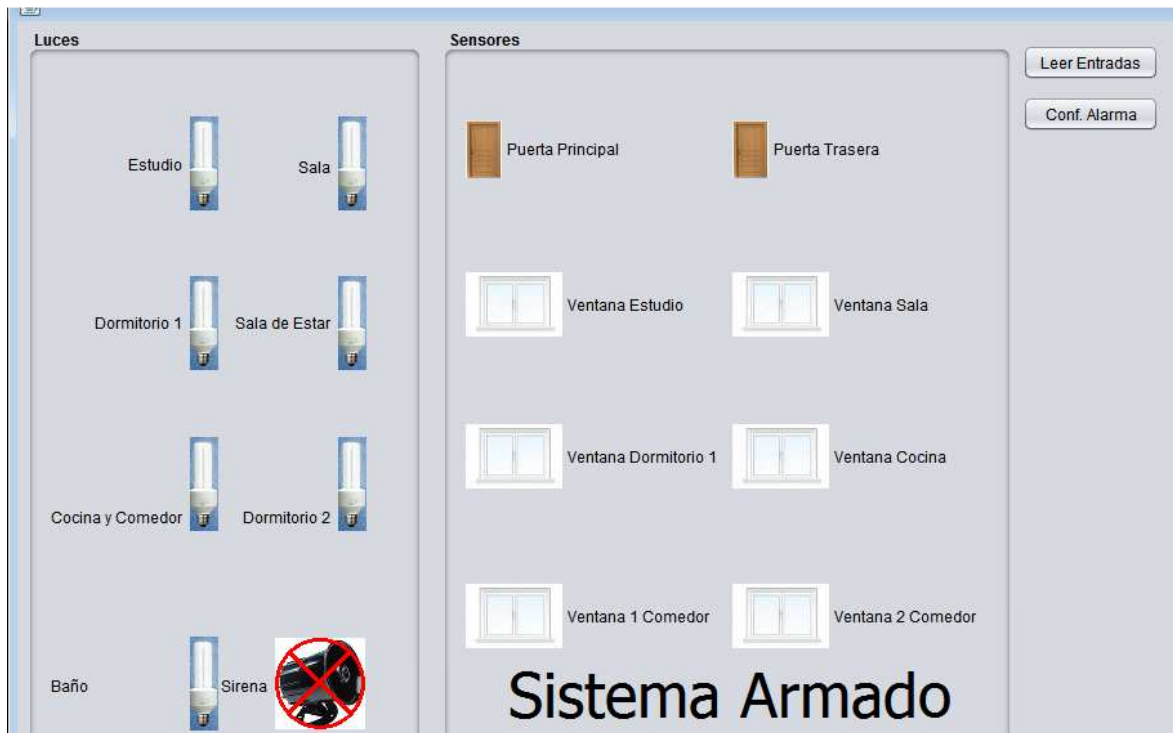 Luces
Estudio
Sala
Dormitorio 1
Sala de Estar
Cocina y Comedor
Dormitorio 2
Baño
Sirena
Sensores
Puerta Principal
Puerta Trasera
Ventana Estudio
Ventana Sala
Ventana Dormitorio 1
Ventana Cocina
Ventana 1 Comedor
Ventana 2 Comedor
Sistema Armado
Leer Entradas
Conf. Alarma